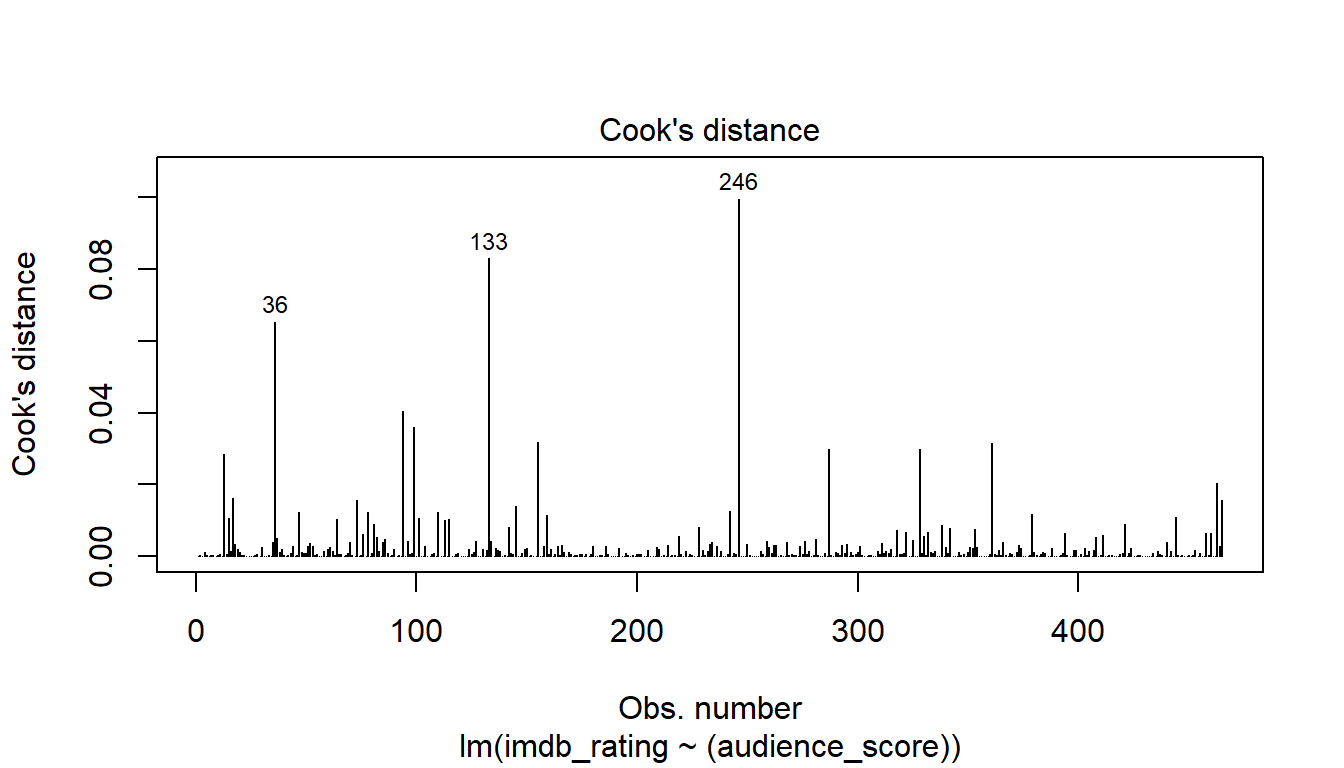 Cook's distance
246
133
36
Cook's distance
0.08
0.04
0.00
0 100 200 300 400
Obs. number
lm(imdb_rating ~ (audience_score))